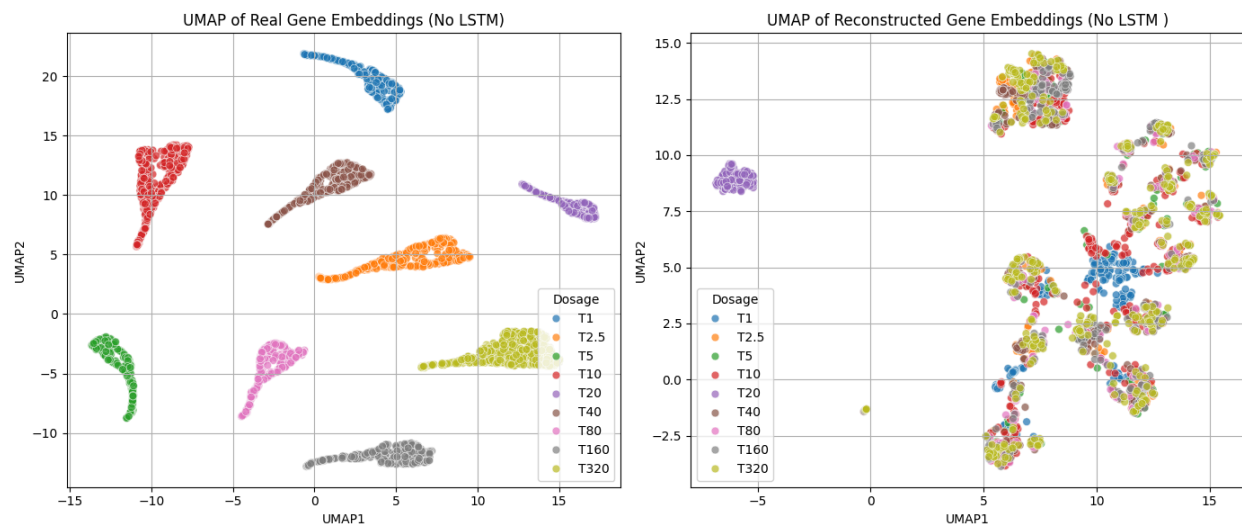 UMAP of Real Gene Embeddings (No LSTM)
20
15
10
5
0
−5
−10
UMAP2
−15
−10
−5
0
5
10
15
UMAP1
Dosage
T1
T2.5
T5
T10
T20
T40
T80
T160
T320
UMAP of Reconstructed Gene Embeddings (No LSTM )
15.0
12.5
10.0
7.5
5.0
2.5
0.0
−2.5
UMAP2
−5
0
5
10
15
UMAP1
Dosage
T1
T2.5
T5
T10
T20
T40
T80
T160
T320